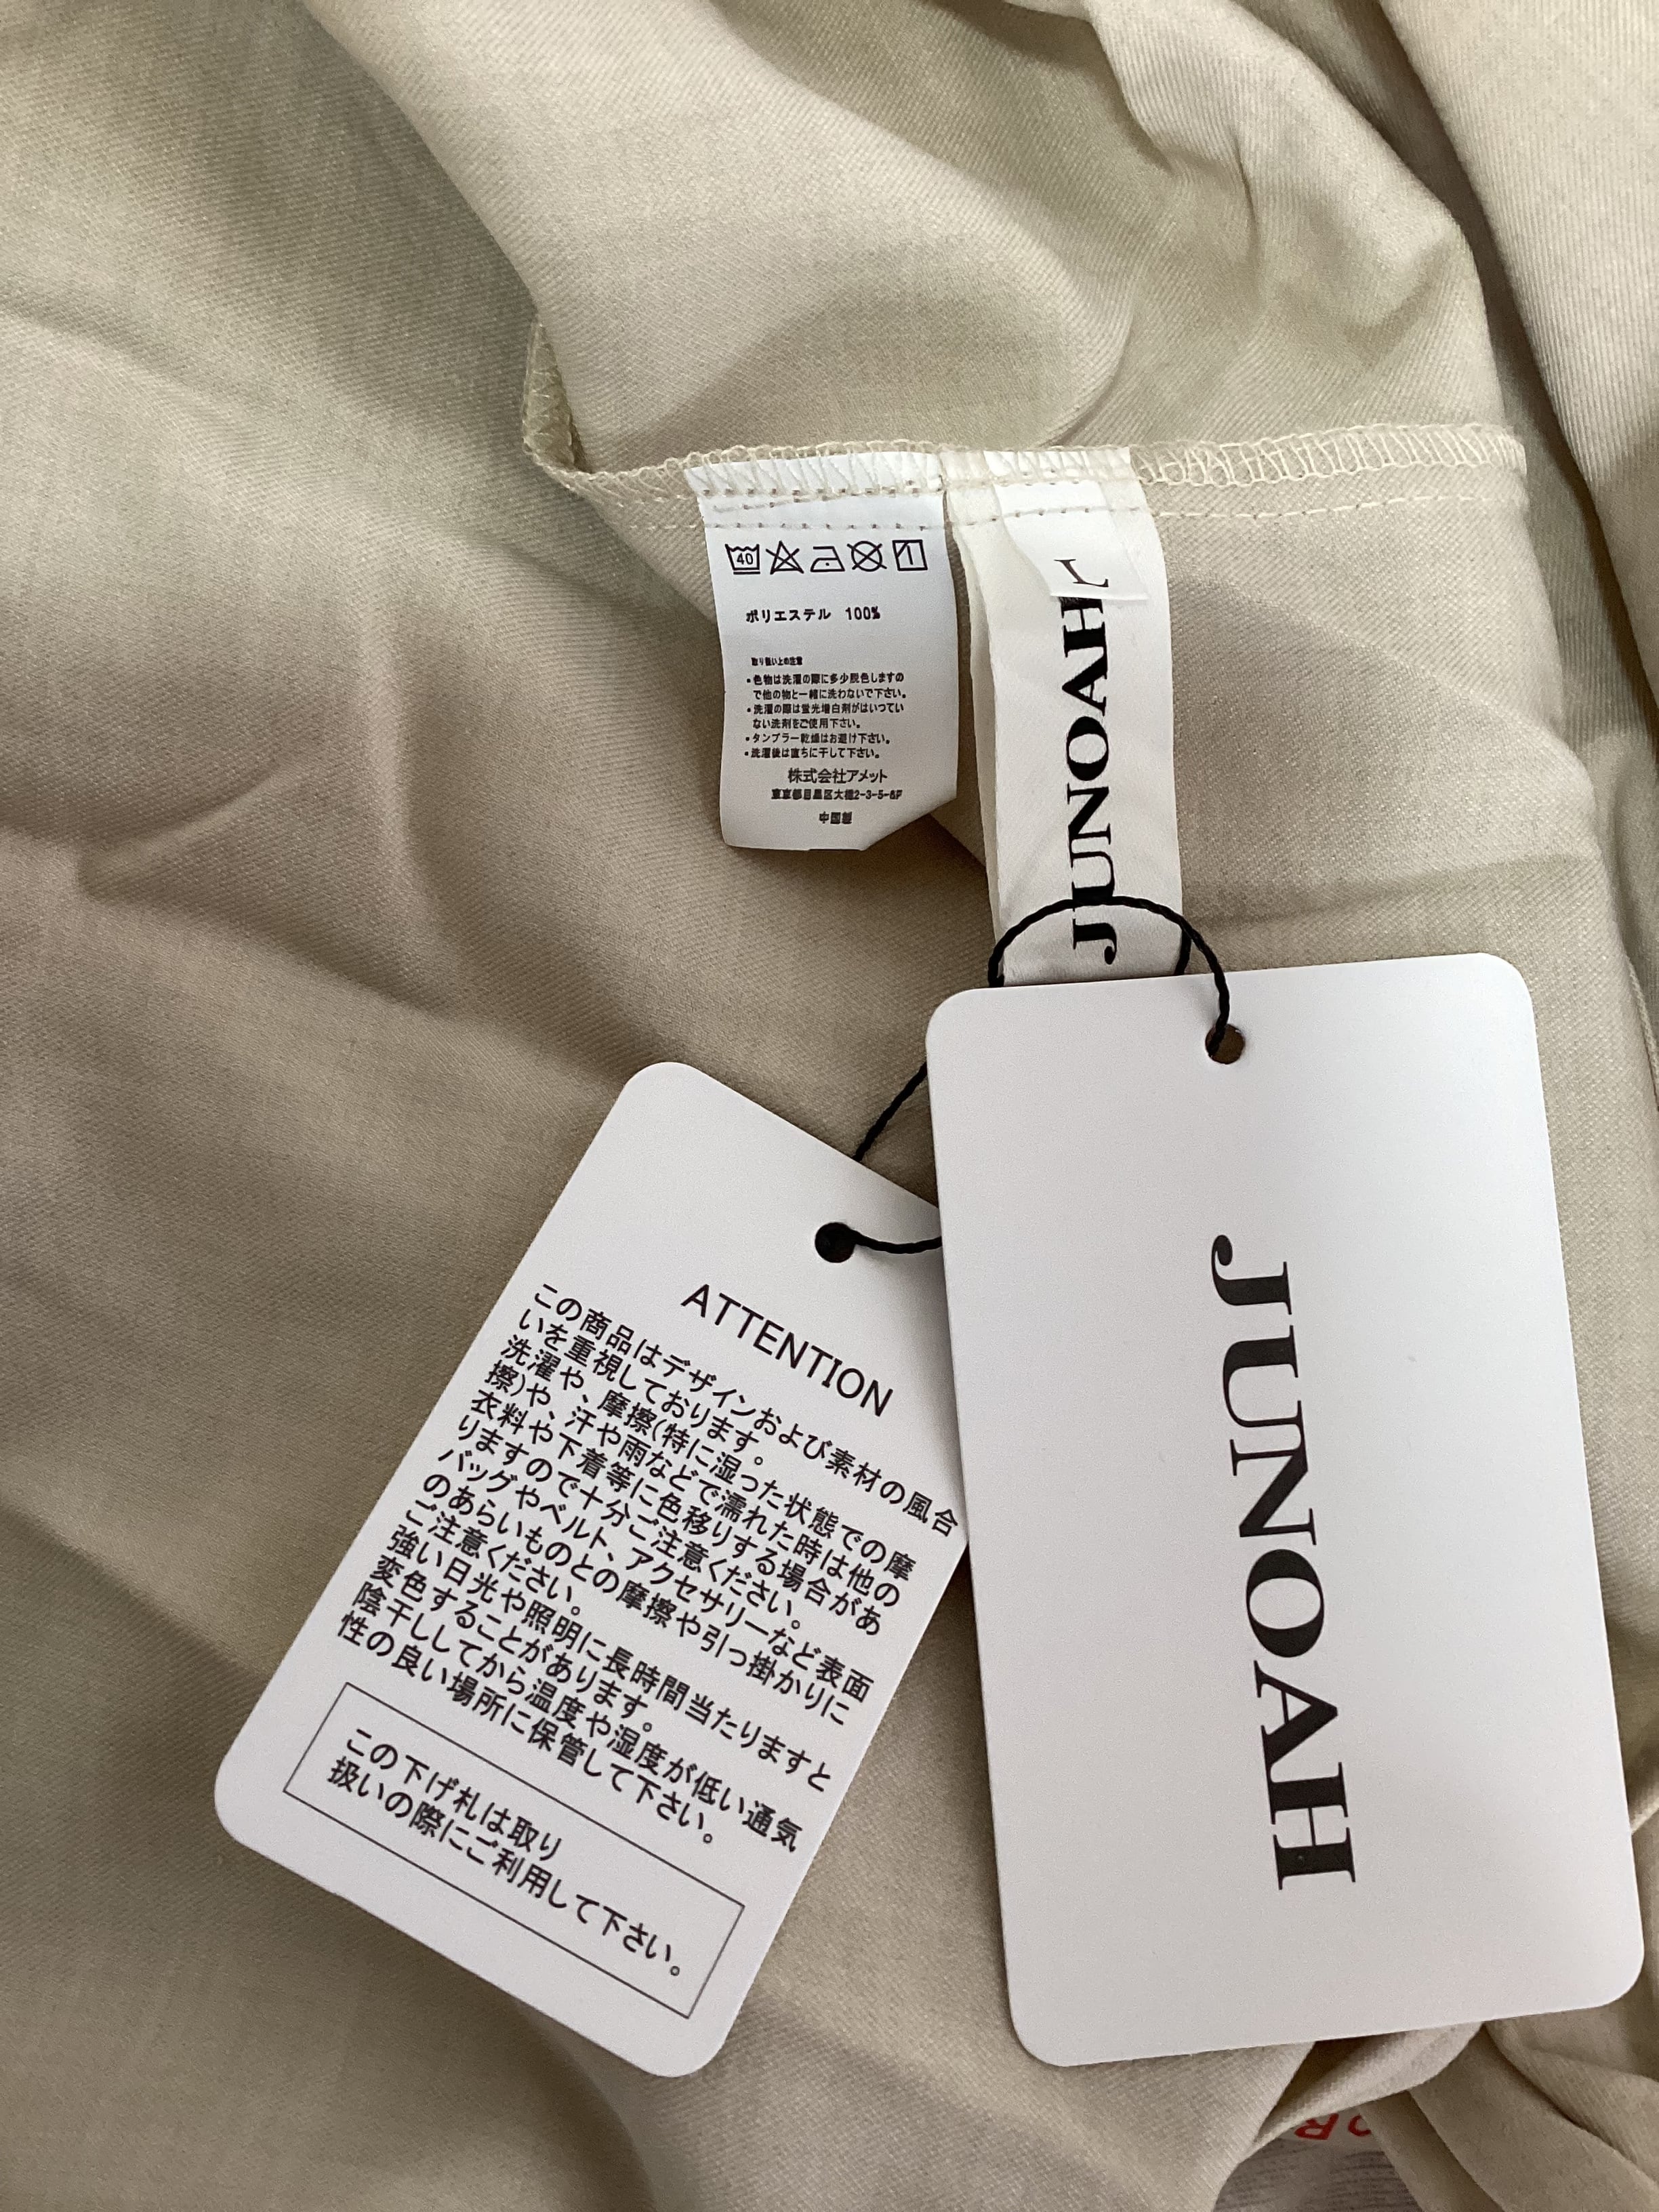 40
ポリエステル 100%
取り扱い上の注意
・色物は洗濯の際に多少脱色しますの
で他の物と一緒に洗わないで下さい。
・洗濯の際は蛍光増白剤がはいつてい
ない洗剤をご使用下さい。
・タンブラー乾燥はお避け下さい。
・洗濯後は直ちに干して下さい。
株式会社アメット
東京都目黒区大橋2-3-5-6F
中国製
L
JUNOAH
ATTENTION
この商品はデザインおよび素材の風合
いを重視しております。
洗濯や、摩擦(特に湿った状態での摩
擦)や、汗や雨などで濡れた時は他の
衣料や下着等に色移りする場合があ
りますので十分ご注意ください。
バッグやベルト、アクセサリーなど表面
のあらいものとの摩擦や引っ掛かりに
ご注意ください。
強い日光や照明に長時間当たりますと
変色することがあります。
陰干ししてから温度や湿度が低い通気
性の良い場所に保管して下さい。
この下げ札は取り
扱いの際にご利用して下さい。
JUNOAH